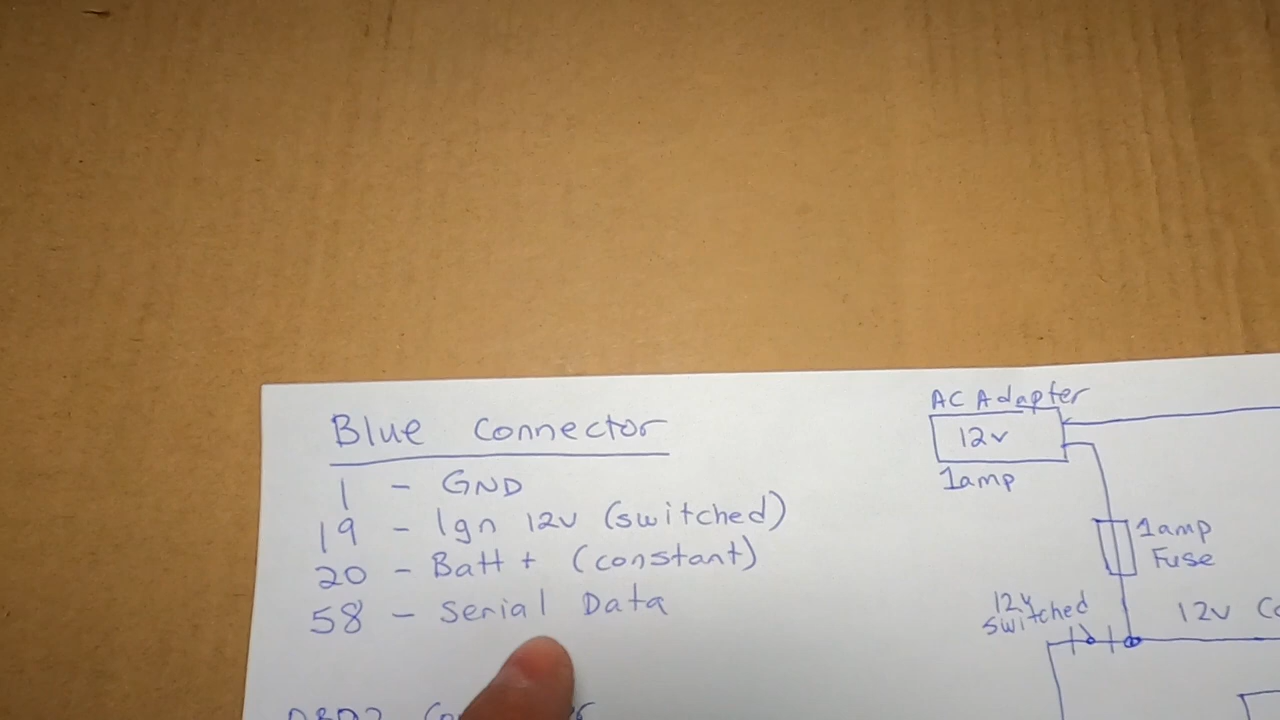 Blue Connector
1 - GND
19 - Ign 12v (switched)
20 - Batt + (constant)
58 - Serial Data
AC Adapter
12v
1amp
1amp
Fuse
12v
switched
12v